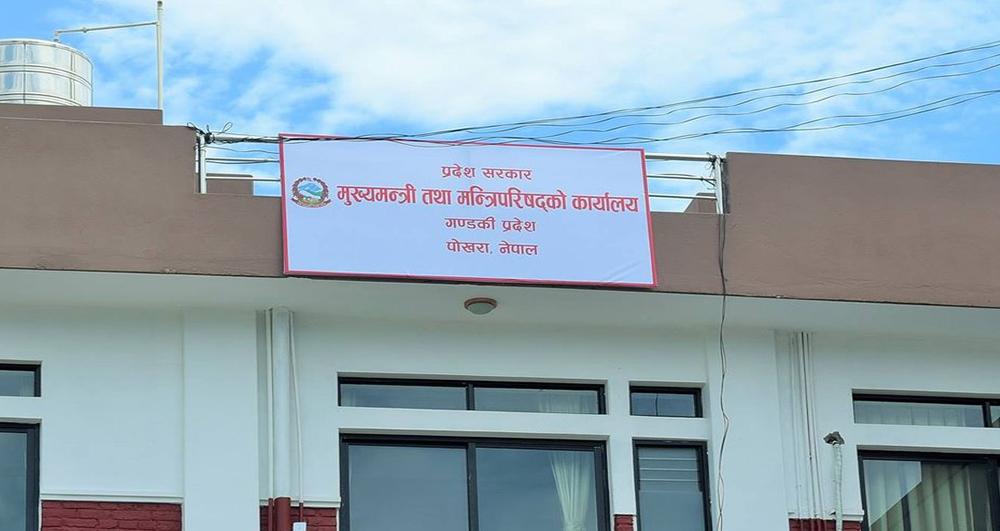 प्रदेश सरकार
मुख्यमन्त्री तथा मन्त्रिपरिषद्को कार्यालय
गण्डकी प्रदेश
पोखरा, नेपाल